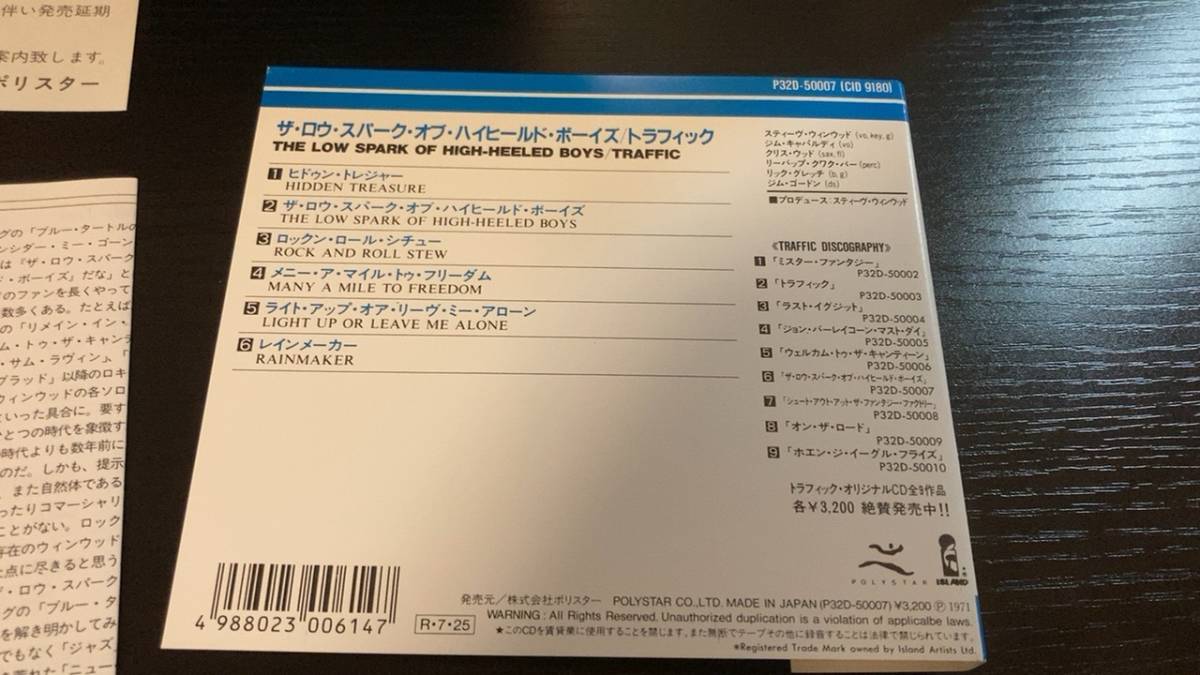 伴い発売延期
案内致します。
ポリスター
P32D-50007 (CID 9180)
ザ・ロウ・スパーク・オブ・ハイヒールド・ボーイズ/トラフィック
THE LOW SPARK OF HIGH-HEELED BOYS/TRAFFIC
1 ヒドゥン・トレジャー
HIDDEN TREASURE
2 ザ・ロウ・スパーク・オブ・ハイヒールド・ボーイズ
THE LOW SPARK OF HIGH-HEELED BOYS
3 ロックン・ロール・シチュー
ROCK AND ROLL STEW
4 メニー・ア・マイル・トゥ・フリーダム
MANY A MILE TO FREEDOM
5 ライト・アップ・オア・リーヴ・ミー・アローン
LIGHT UP OR LEAVE ME ALONE
6 レインメーカー
RAINMAKER
スティーヴ・ウィンウッド (vo, key, g)
ジム・キャパルディ (vo)
クリス・ウッド (sax, fl)
リーバップ・クワク・バー (perc)
リック・グレッチ (b, g)
ジム・ゴードン (ds)
■プロデュース:スティーヴ・ウィンウッド
《TRAFFIC DISCOGRAPHY》
1 「ミスター・ファンタジー」
P32D-50002
2 「トラフィック」
P32D-50003
3 「ラスト・イグジット」
P32D-50004
4 「ジョン・バーレイコーン・マスト・ダイ」
P32D-50005
5 「ウェルカム・トゥ・ザ・キャンティーン」
P32D-50006
6 「ザ・ロウ・スパーク・オブ・ハイヒールド・ボーイズ」
P32D-50007
7 「シュート・アウト・アット・ザ・ファンタジー・ファクトリー」
P32D-50008
8 「オン・ザ・ロード」
P32D-50009
9 「ホエン・ジ・イーグル・フライズ」
P32D-50010
トラフィック・オリジナルCD全9作品
各¥3,200 絶賛発売中!!
POLYSTAR
ISLAND
4 988023 006147
R・7・25
発売元/株式会社ポリスター POLYSTAR CO.,LTD. MADE IN JAPAN (P32D-50007) ¥3,200 Ⓟ 1971
WARNING : All Rights Reserved. Unauthorized duplication is a violation of applicalbe laws.
★このCDを賃貸業に使用することを禁じます。また無断でテープその他に録音することは法律で禁じられています。
*Registered Trade Mark owned by Island Artists Ltd.
グの「ブルー・タートルの
ンシダー・ミー・ゴーン
は『ザ・ロウ・スパーク
ド・ボーイズ』だな」と
のファンを長くやって
数多くある。たとえば
の「リメイン・イン・
ム・トゥ・ザ・キャンテ
・サム・ラヴィン」、「
ブラッド」以降のロキ
ウィンウッドの各ソロ
といった具合に。要す
ひとつの時代を象徴す
の時代よりも数年前に
のだ。しかも、提示
、また自然体である
ったりコマーシャリ
ことがない。ロック
存在のウィンウッド
点に尽きると思う
ザ・ロウ・スパーク
グの「ブルー・タ
を解き明かしてみ
でもなく「ジャズ
た「ニュー